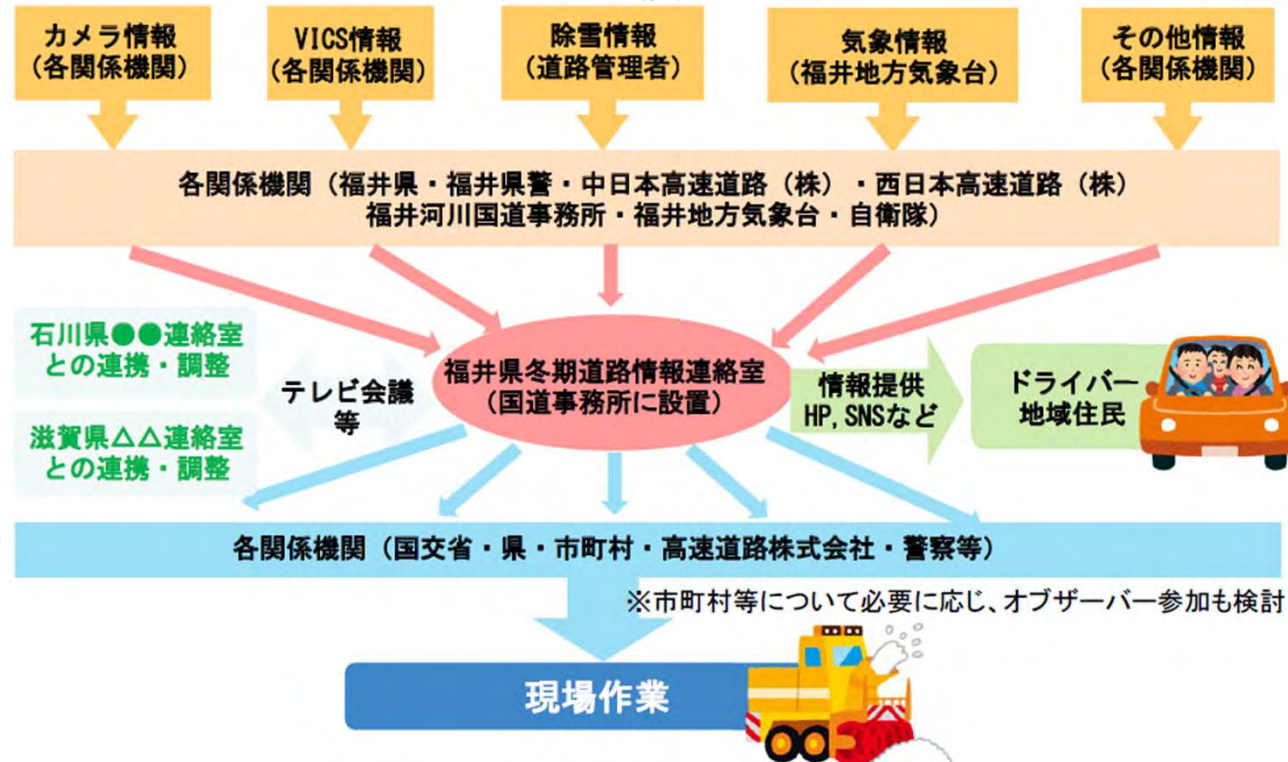 カメラ情報
(各関係機関)
VICS情報
(各関係機関)
除雪情報
(道路管理者)
気象情報
(福井地方気象台)
その他情報
(各関係機関)
各関係機関（福井県・福井県警・中日本高速道路（株）・西日本高速道路（株）
福井河川国道事務所・福井地方気象台・自衛隊）
石川県●●連絡室
との連携・調整
滋賀県△△連絡室
との連携・調整
テレビ会議
等
福井県冬期道路情報連絡室
(国道事務所に設置)
情報提供
HP, SNSなど
ドライバー
地域住民
各関係機関（国交省・県・市町村・高速道路株式会社・警察等）
※市町村等について必要に応じ、オブザーバー参加も検討
現場作業